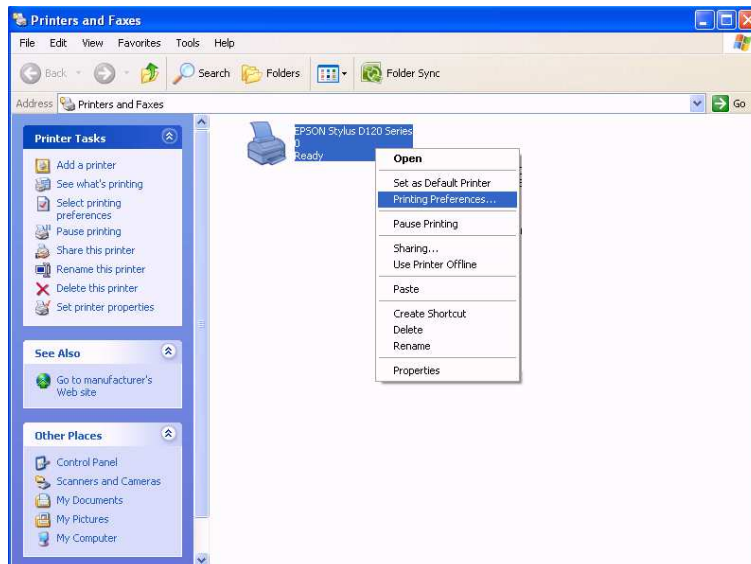 Printers and Faxes
File Edit View Favorites Tools Help
Back Search Folders Folder Sync
Address Printers and Faxes Go
Printer Tasks
Add a printer
See what's printing
Select printing
preferences
Pause printing
Share this printer
Rename this printer
Delete this printer
Set printer properties
See Also
Go to manufacturer's
Web site
Other Places
Control Panel
Scanners and Cameras
My Documents
My Pictures
My Computer
EPSON Stylus D120 Series
0
Ready
Open
Set as Default Printer
Printing Preferences...
Pause Printing
Sharing...
Use Printer Offline
Paste
Create Shortcut
Delete
Rename
Properties